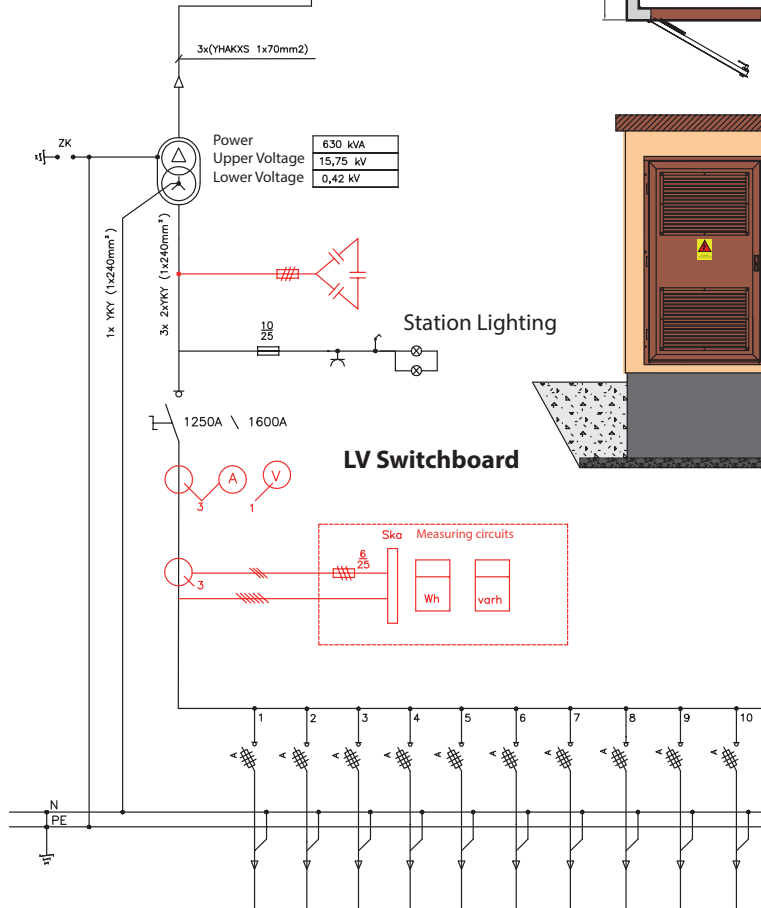 3x(YHAKXS 1x70mm2)
ZK
Power 630 kVA
Upper Voltage 15,75 kV
Lower Voltage 0,42 kV
1x YKY (1x240mm²)
3x 2xYKY (1x240mm²)
10
25
Station Lighting
1250A \ 1600A
LV Switchboard
A V
3 1
Ska Measuring circuits
6
25
3
Wh varh
1 2 3 4 5 6 7 8 9 10
A A A A A A A A A A
N
PE